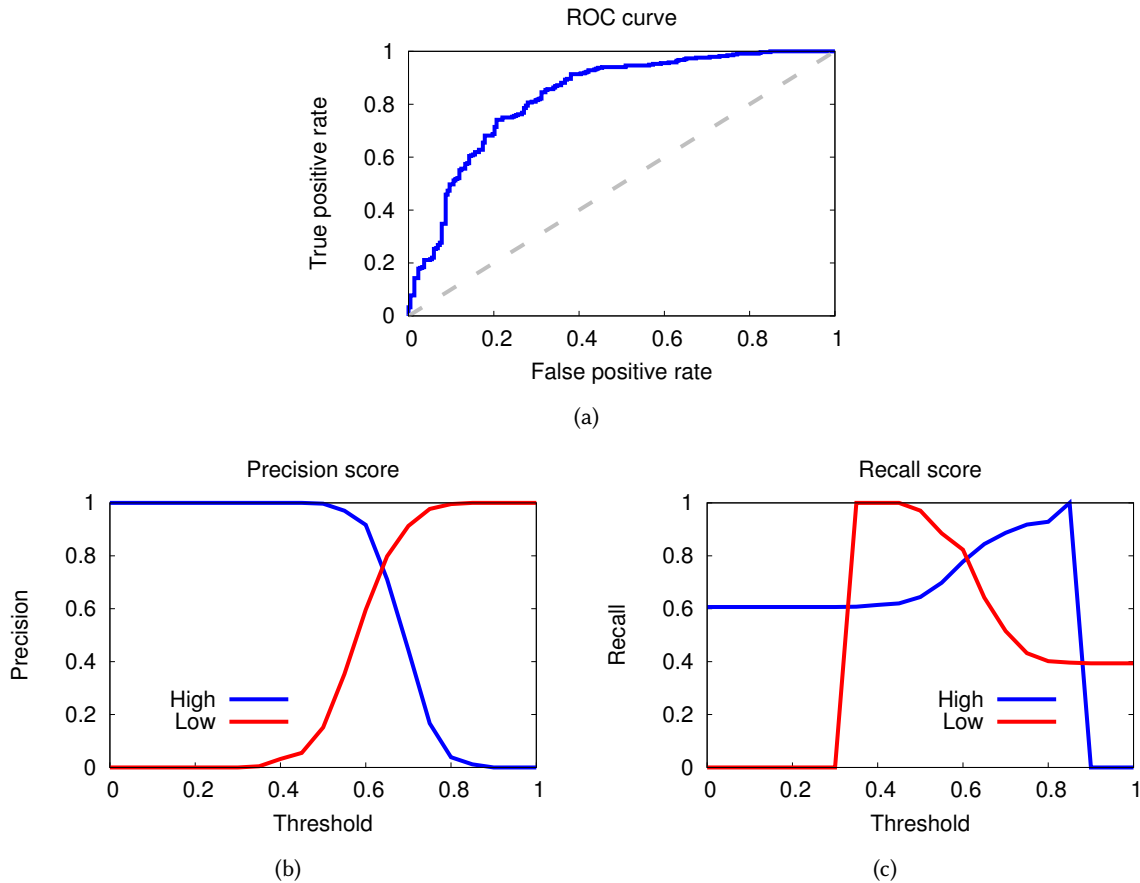 ROC curve
1
0.8
0.6
0.4
0.2
0
True positive rate
0.2 0.4 0.6 0.8 1
False positive rate
(a)
Precision score
1
0.8
0.6
0.4
0.2
0
Precision
High
Low
0 0.2 0.4 0.6 0.8 1
Threshold
(b)
Recall score
1
0.8
0.6
0.4
0.2
0
Recall
High
Low
0 0.2 0.4 0.6 0.8 1
Threshold
(c)